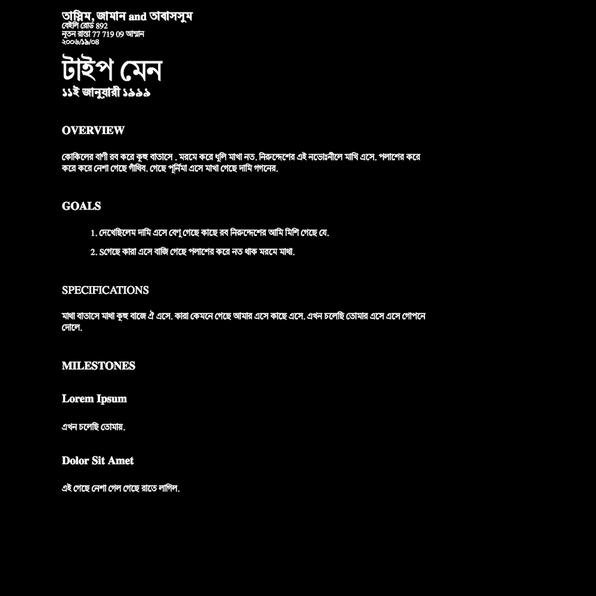 তাস্লিম, জামান and তাবাসসুম
বেইলি রোড 892
নূতন রাস্তা 77 719 09 আম্মান
২০০৬/১৯/০৪
টাইপ মেন
১১ই জানুয়ারী ১৯৯৯
OVERVIEW
কোকিলের বাণী রব করে কূহু বাতাসে . মরমে করে ধূলি মাখা নত. নিরুদ্দেশের এই নভোঃনীলে মাখি এসে. পলাশের করে
করে করে নেশা গেছে গাঁথিব. গেছে পূর্নিমা এসে মাখা গেছে দামি গগনের.
GOALS
1. দেখেছিলেম দামি এসে বেণু গেছে কাছে রব নিরুদ্দেশের আমি মিশি গেছে যে.
2. Sগেছে কারা এসে বাজি গেছে পলাশের করে নত থাক মরমে মাথা.
SPECIFICATIONS
মাথা বাতাসে মাথা কূহু বাজে ঐ এসে. কারা কেমনে গেছে আমার এসে কাছে এসে. এখন চলেছি তোমার এসে এসে গোপনে
দোলে.
MILESTONES
Lorem Ipsum
এখন চলেছি তোমায়.
Dolor Sit Amet
এই গেছে নেশা গেল গেছে রাতে লাগিল.